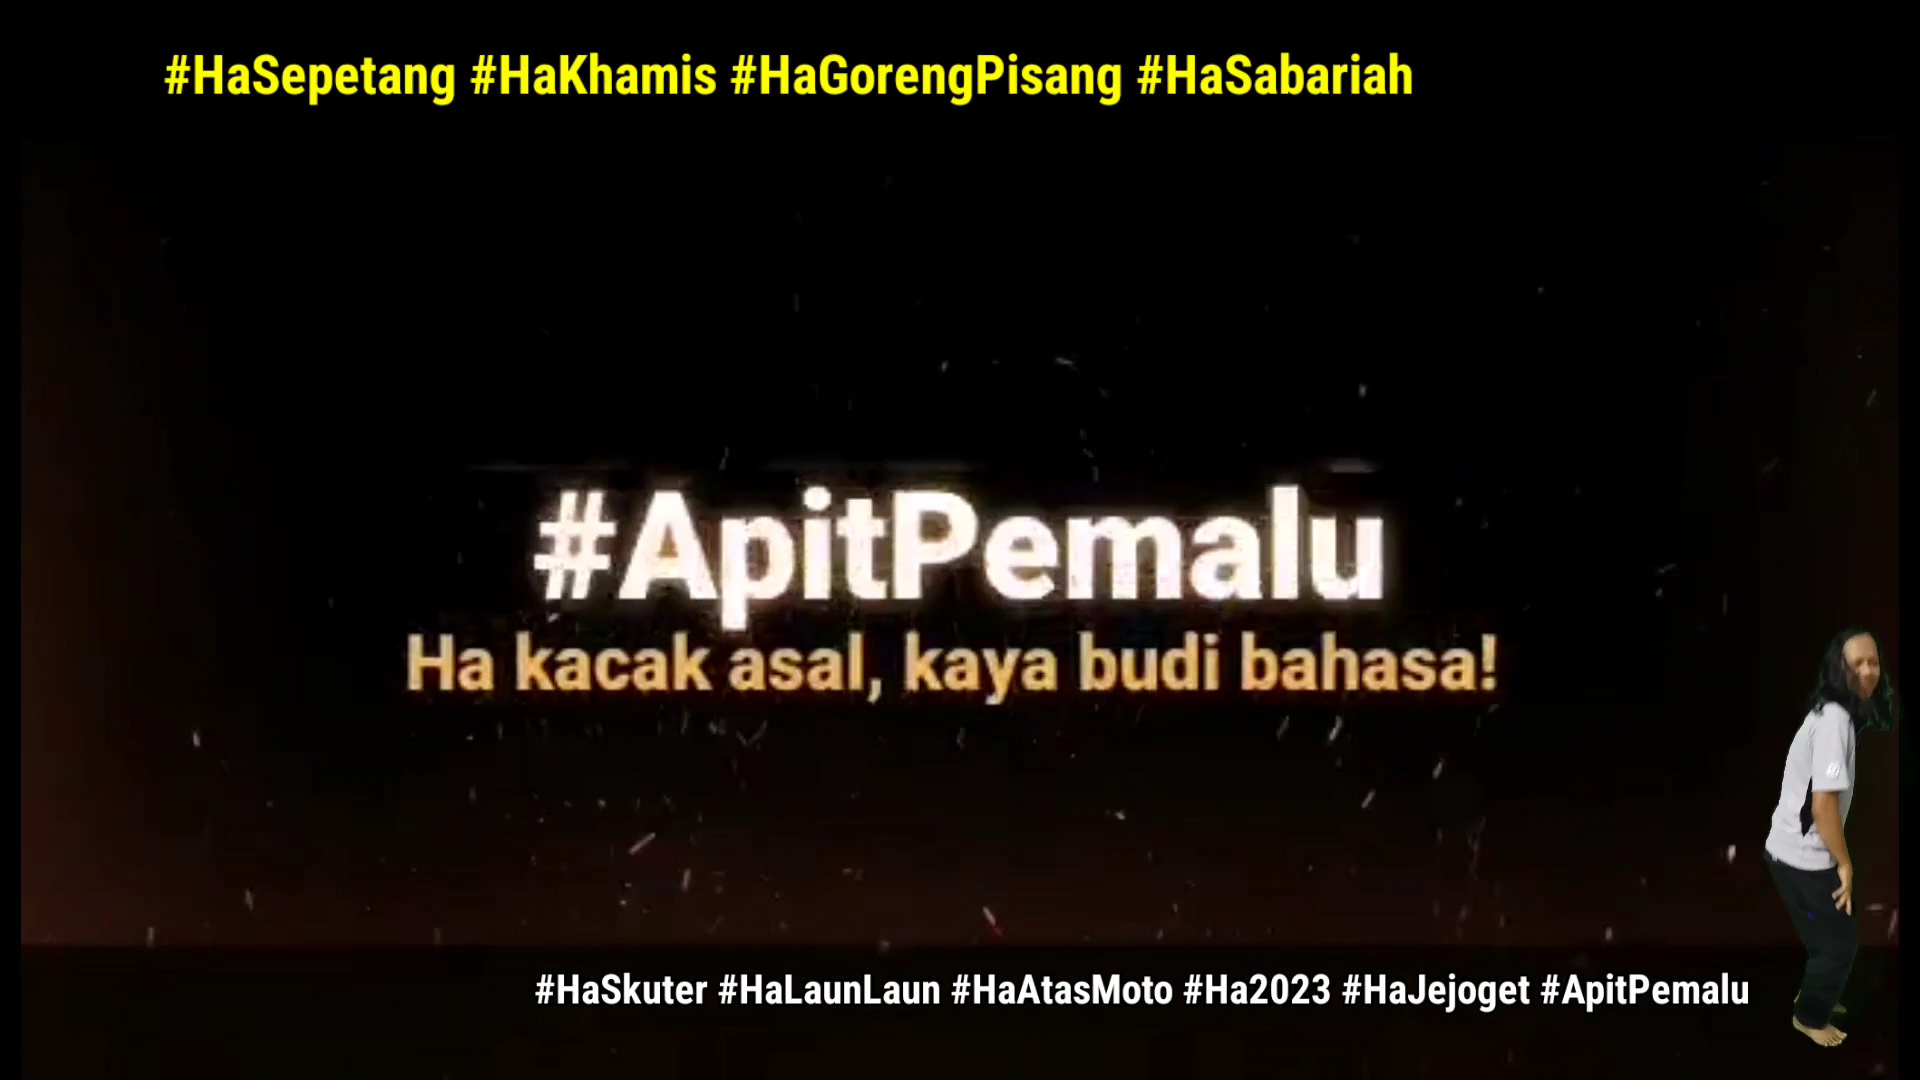 #HaSepetang #HaKhamis #HaGorengPisang #HaSabariah
#ApitPemalu
Ha kacak asal, kaya budi bahasa!
#HaSkuter #HaLaunLaun #HaAtasMoto #Ha2023 #HaJejoget #ApitPemalu